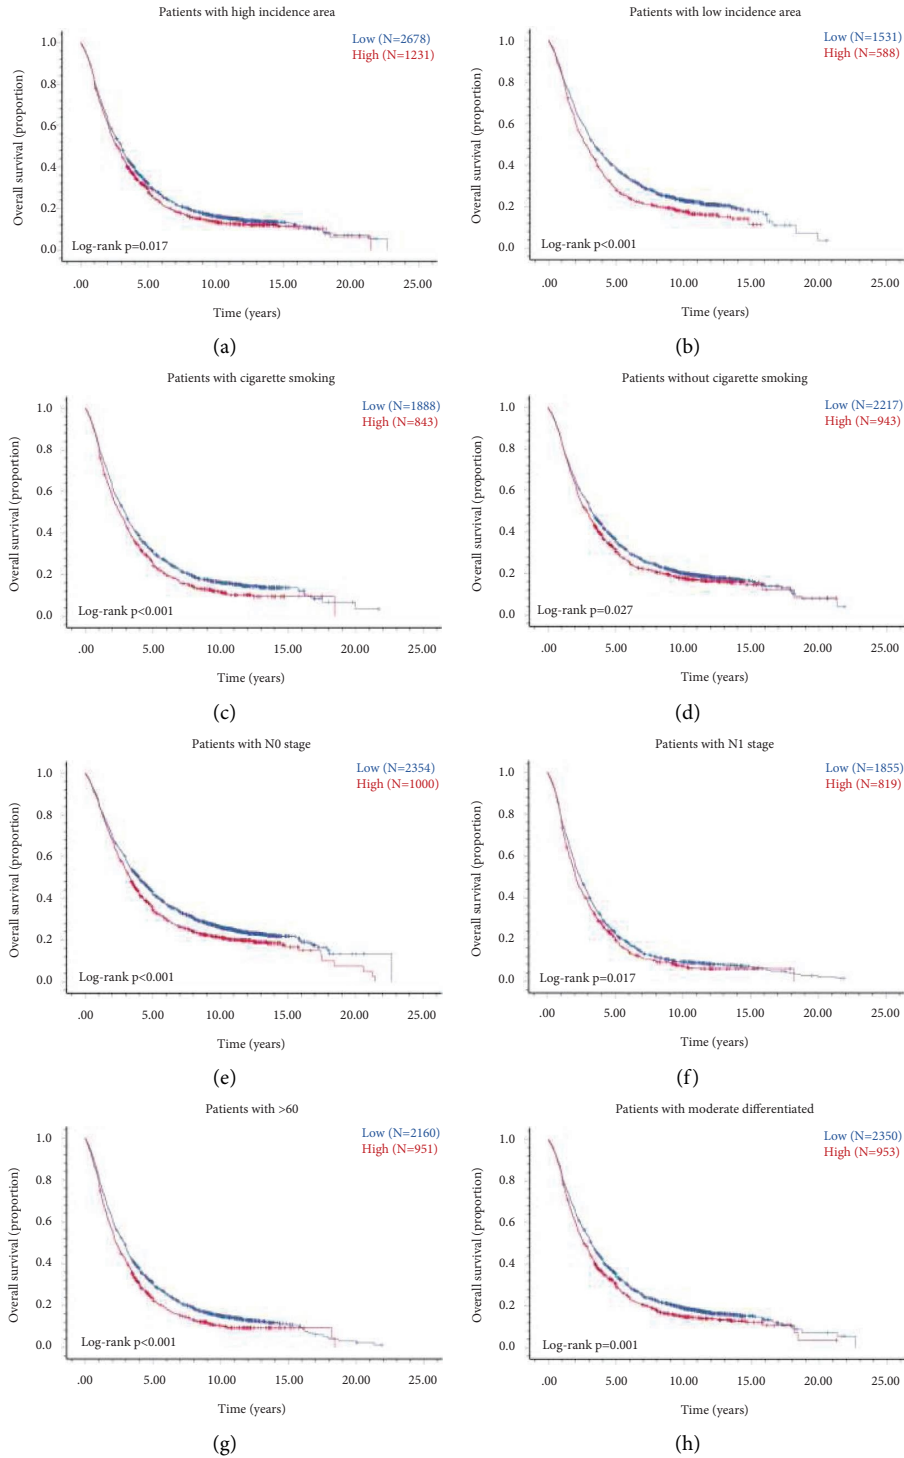 Patients with high incidence area
Low (N=2678)
High (N=1231)
Overall survival (proportion
1.0
0.8
0.6
0.4
0.2
0.0
Log-rank p=0.017
.00 5.00 10.00 15.00 20.00 25.00
Time (years)
(a)
Patients with low incidence area
Low (N=1531)
High (N=588)
Overall survival (proportion
1.0
0.8
0.6
0.4
0.2
0.0
Log-rank p<0.001
.00 5.00 10.00 15.00 20.00 25.00
Time (years)
(b)
Patients with cigarette smoking
Low (N=1888)
High (N=843)
Overall survival (proportion
1.0
0.8
0.6
0.4
0.2
0.0
Log-rank p<0.001
.00 5.00 10.00 15.00 20.00 25.00
Time (years)
(c)
Patients without cigarette smoking
Low (N=2217)
High (N=943)
Overall survival (proportion
1.0
0.8
0.6
0.4
0.2
0.0
Log-rank p=0.027
.00 5.00 10.00 15.00 20.00 25.00
Time (years)
(d)
Patients with N0 stage
Low (N=2354)
High (N=1000)
Overall survival (proportion
1.0
0.8
0.6
0.4
0.2
0.0
Log-rank p<0.001
.00 5.00 10.00 15.00 20.00 25.00
Time (years)
(e)
Patients with N1 stage
Low (N=1855)
High (N=819)
Overall survival (proportion
1.0
0.8
0.6
0.4
0.2
0.0
Log-rank p=0.017
.00 5.00 10.00 15.00 20.00 25.00
Time (years)
(f)
Patients with >60
Low (N=2160)
High (N=951)
Overall survival (proportion
1.0
0.8
0.6
0.4
0.2
0.0
Log-rank p<0.001
.00 5.00 10.00 15.00 20.00 25.00
Time (years)
(g)
Patients with moderate differentiated
Low (N=2350)
High (N=953)
Overall survival (proportion
1.0
0.8
0.6
0.4
0.2
0.0
Log-rank p=0.001
.00 5.00 10.00 15.00 20.00 25.00
Time (years)
(h)